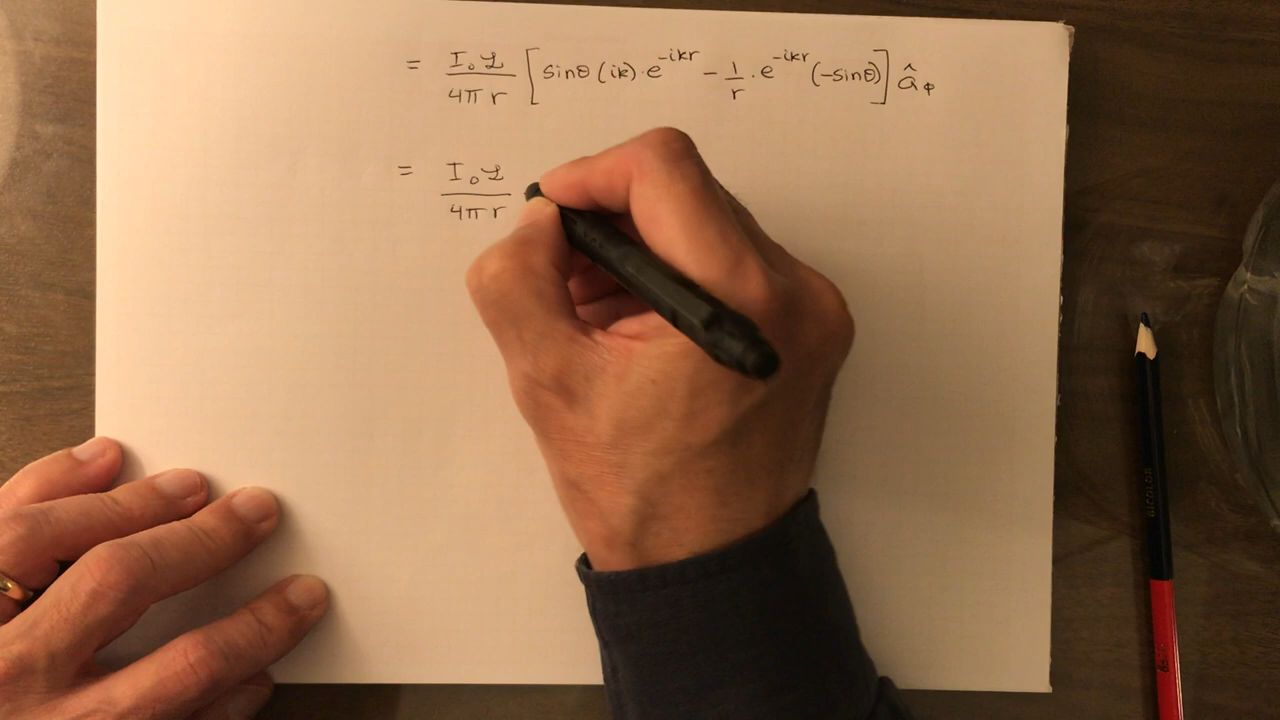 = I₀ℒ/4πr [sinθ(ik)·e^-ikr - 1/r·e^-ikr(-sinθ)] â_φ
= I₀ℒ/4πr